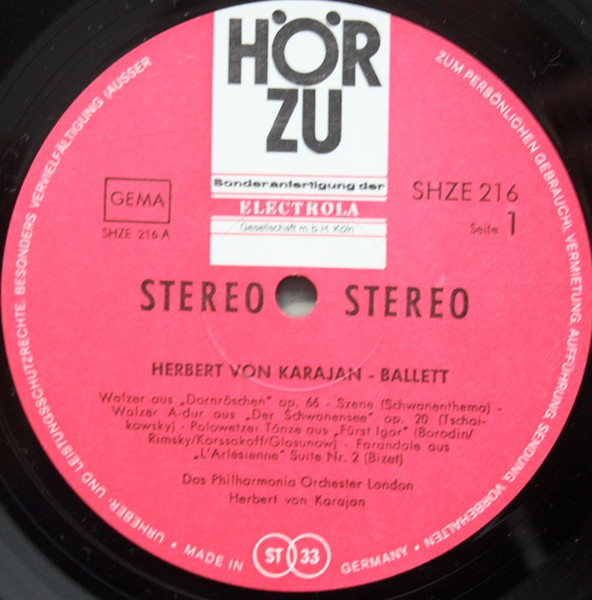 HÖR
ZU
Sonderanfertigung der
ELECTROLA
Gesellschaft m.b.H. Köln
GEMA
SHZE 216 A
SHZE 216
Seite 1
STEREO STEREO
HERBERT VON KARAJAN - BALLETT
Walzer aus „Dornröschen" op. 66 - Szene (Schwanenthema) -
Walzer A-dur aus „Der Schwanensee" op. 20 (Tschai-
kowsky) - Polowetzer Tänze aus „Fürst Igor" (Borodin/
Rimsky/Korssakoff/Glasunow) - Farandole aus
„L'Arlésienne" Suite Nr. 2 (Bizet)
Das Philharmonia Orchester London
Herbert von Karajan
ST 33
• URHEBER- UND LEISTUNGSSCHUTZRECHTE, BESONDERS VERVIELFÄLTIGUNG (AUSSER
ZUM PERSÖNLICHEN GEBRAUCH), VERMIETUNG, AUFFÜHRUNG, SENDUNG, VORBEHALTEN •
MADE IN GERMANY